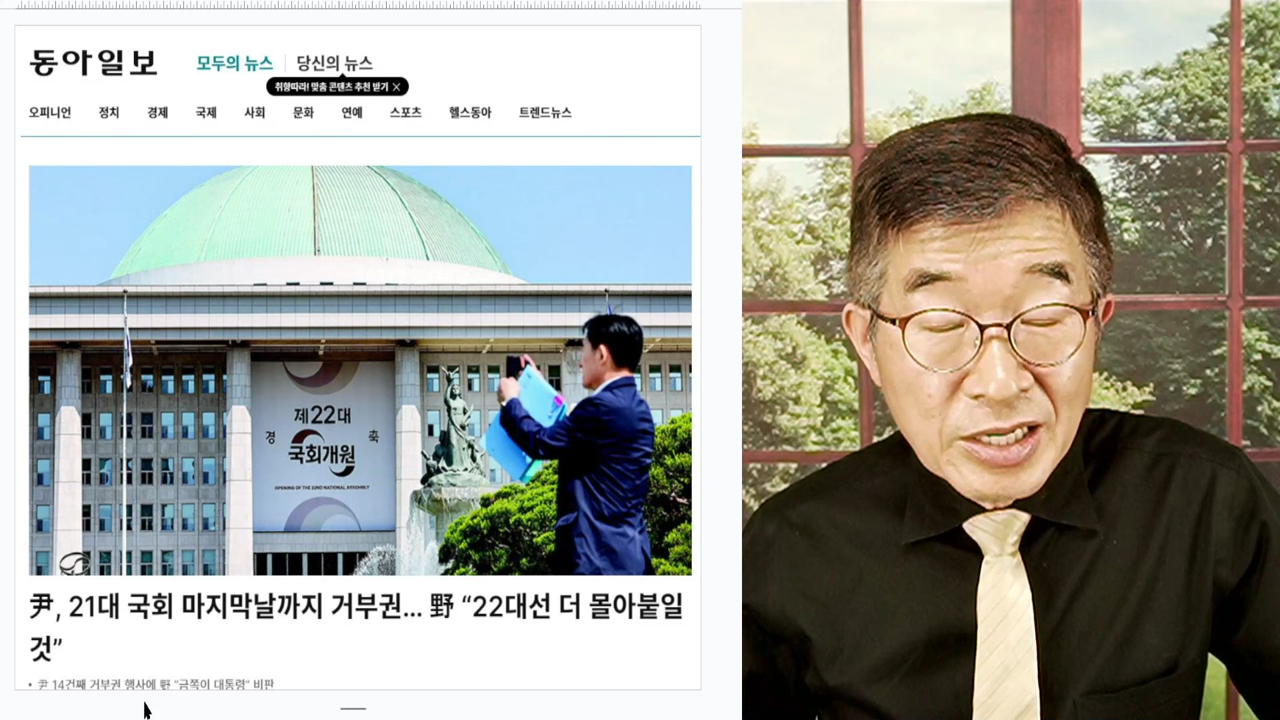 동아일보
모두의 뉴스
당신의 뉴스
취향따라! 맞춤 콘텐츠 추천 받기 ×
오피니언 정치 경제 국제 사회 문화 연예 스포츠 헬스동아 트렌드뉴스
제22대
경 축
국회개원
OPENING OF THE 22ND NATIONAL ASSEMBLY
尹, 21대 국회 마지막날까지 거부권... 野 “22대선 더 몰아붙일
것”
• 尹 14건째 거부권 행사에 野 “금쪽이 대통령” 비판